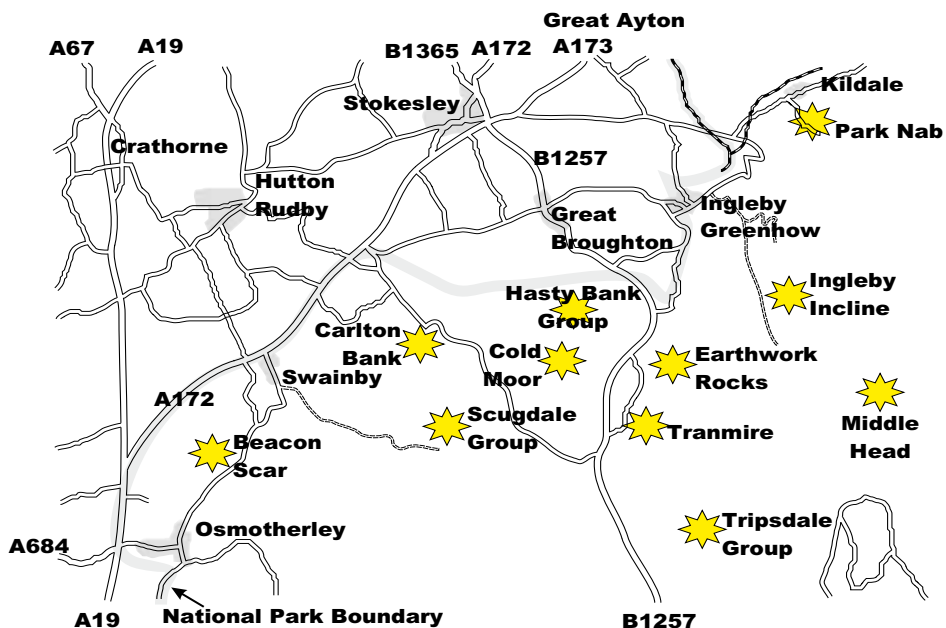 Great Ayton
A67
A19
B1365
A172
A173
Kildale
Stokesley
Park Nab
Crathorne
B1257
Hutton
Rudby
Ingleby
Greenhow
Great
Broughton
Ingleby
Incline
Hasty Bank
Group
Carlton
Bank
Cold
Moor
Earthwork
Rocks
Swainby
A172
Scugdale
Group
Tranmire
Middle
Head
Beacon
Scar
Osmotherley
Tripsdale
Group
A684
National Park Boundary
A19
B1257